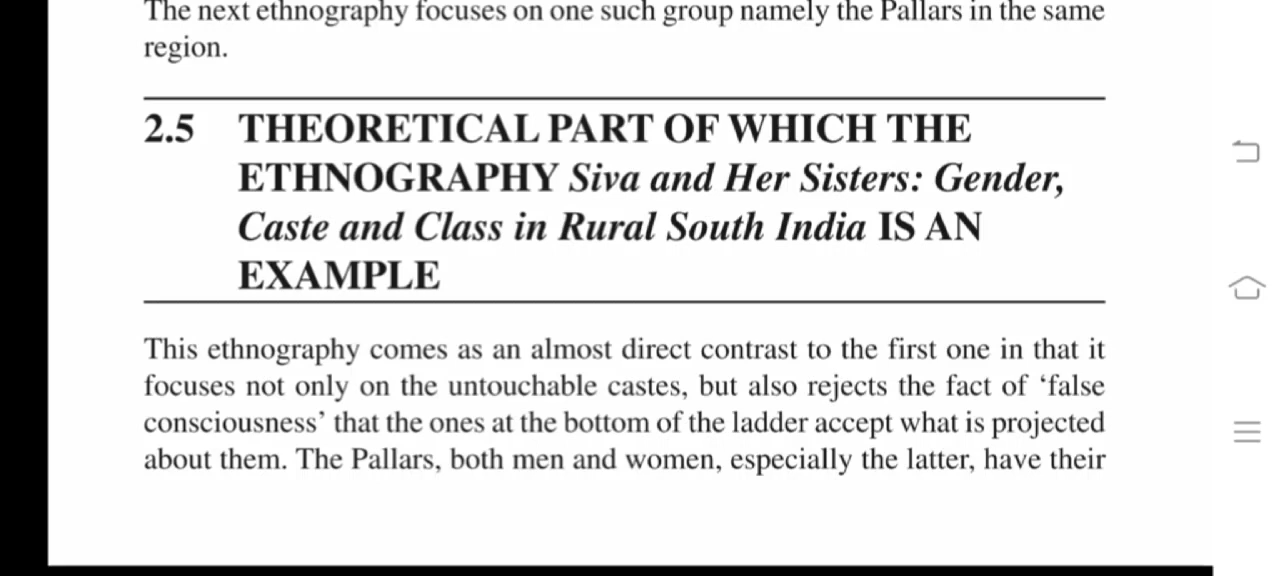 The next ethnography focuses on one such group namely the Pallars in the same
region.
2.5 THEORETICAL PART OF WHICH THE
ETHNOGRAPHY Siva and Her Sisters: Gender,
Caste and Class in Rural South India IS AN
EXAMPLE
This ethnography comes as an almost direct contrast to the first one in that it
focuses not only on the untouchable castes, but also rejects the fact of ‘false
consciousness’ that the ones at the bottom of the ladder accept what is projected
about them. The Pallars, both men and women, especially the latter, have their